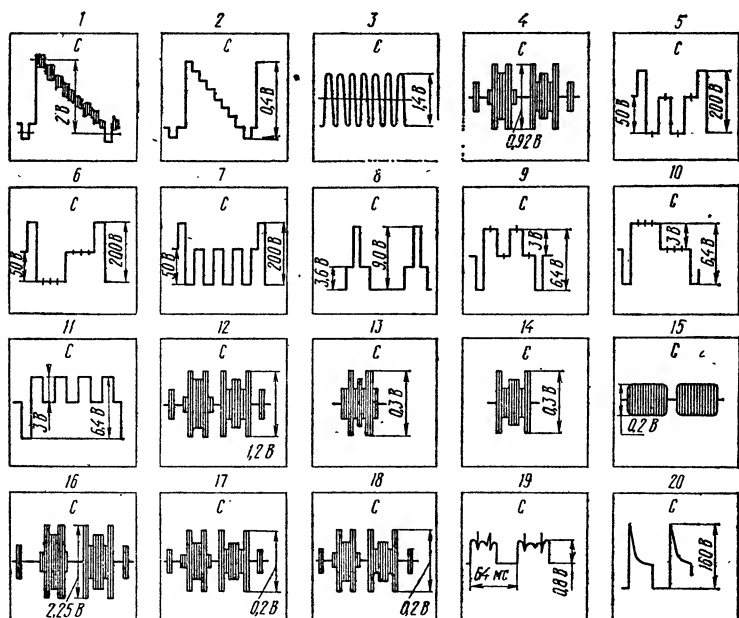 1 2 3 4 5
С С С С С
2 В 0,4 В 1,4 В 0,92 В 50 В 200 В
6 7 8 9 10
С С С С С
50 В 200 В 50 В 200 В 3,6 В 9,0 В 3 В 6,4 В 3 В 6,4 В
11 12 13 14 15
С С С С С
3 В 6,4 В 1,2 В 0,3 В 0,3 В 0,2 В
16 17 18 19 20
С С С С С
2,25 В 0,2 В 0,2 В 64 мс 0,8 В 160 В